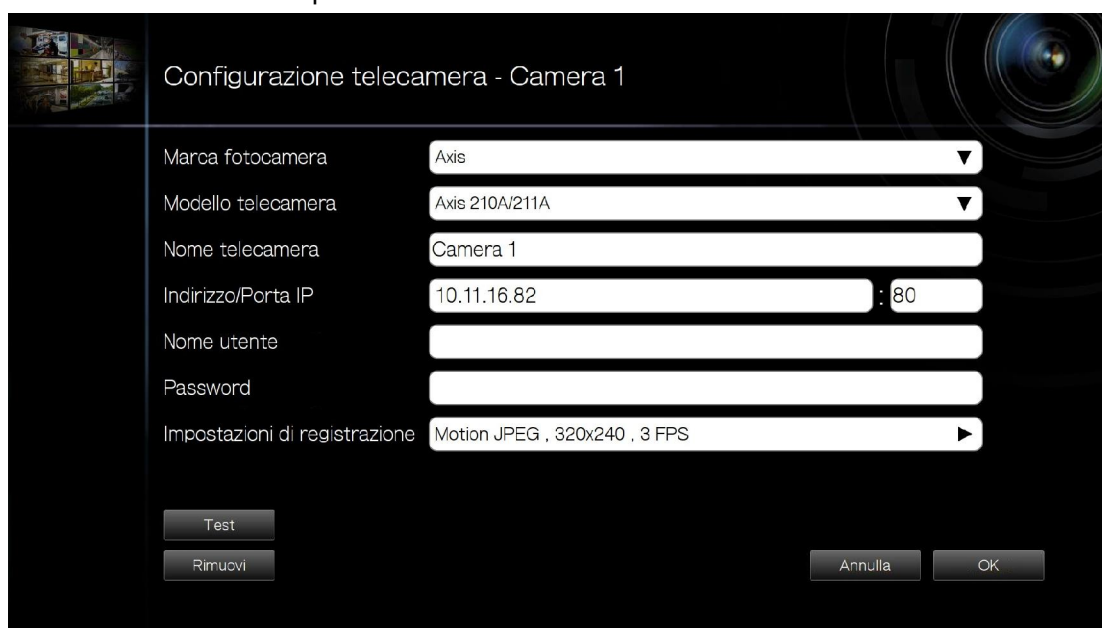 Configurazione telecamera - Camera 1
Marca fotocamera Axis
Modello telecamera Axis 210A/211A
Nome telecamera Camera 1
Indirizzo/Porta IP 10.11.16.82 : 80
Nome utente
Password
Impostazioni di registrazione Motion JPEG , 320x240 , 3 FPS
Test
Rimuovi Annulla OK